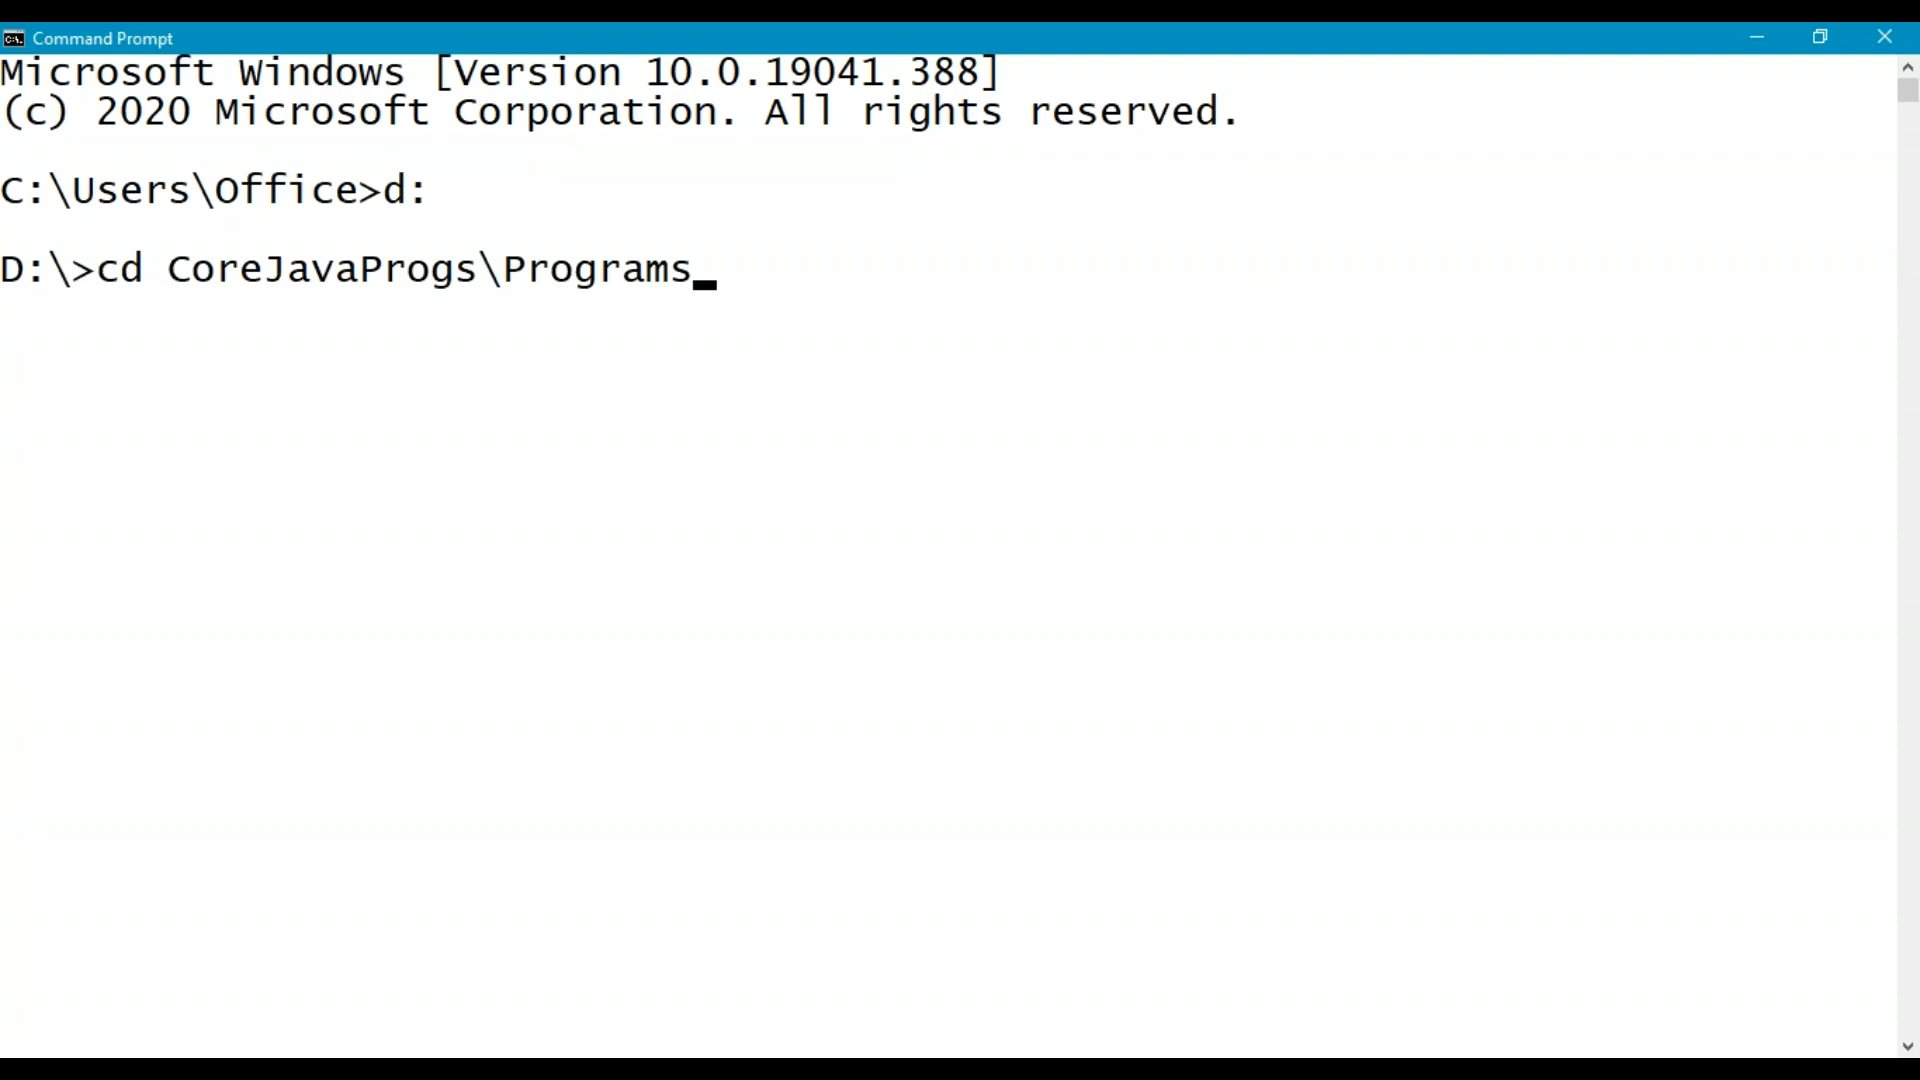 Command Prompt
Microsoft Windows [Version 10.0.19041.388]
(c) 2020 Microsoft Corporation. All rights reserved.
C:\Users\Office>d:
D:\>cd CoreJavaProgs\Programs